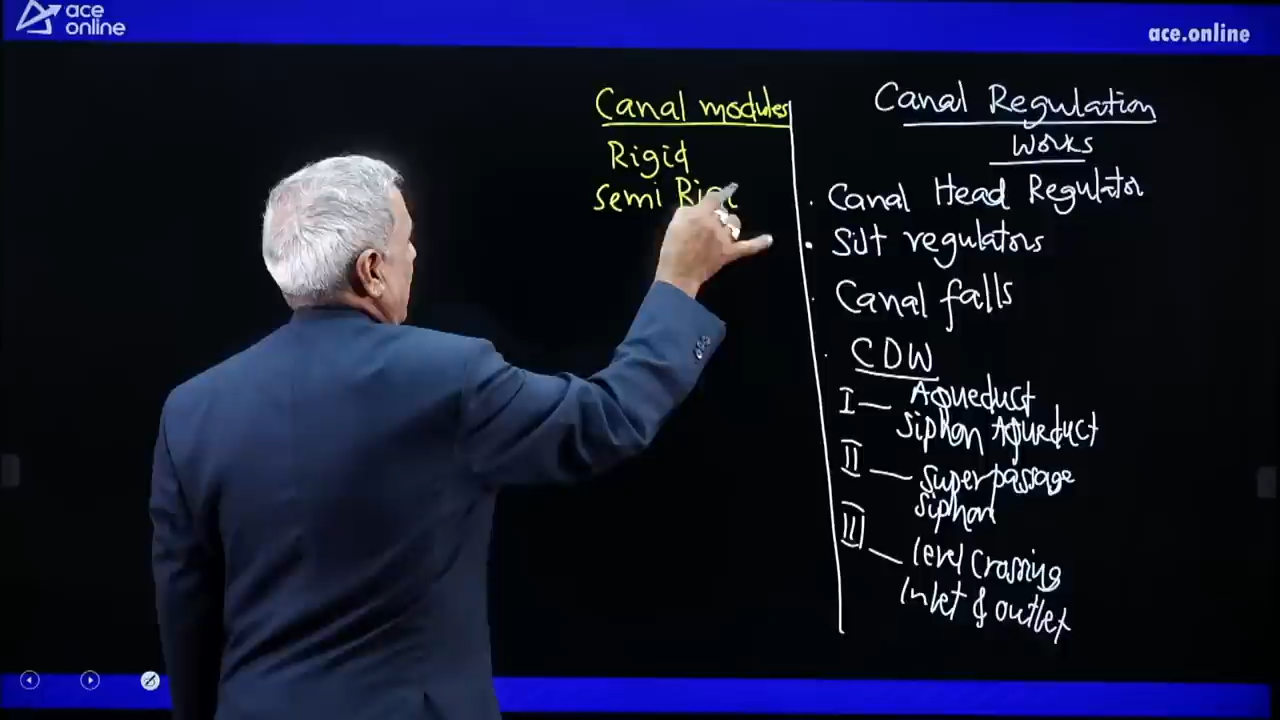 ace
online
ace.online
Canal modules
Rigid
Semi
Canal Regulation
Works
. Canal Head Regulator
. Silt regulators
. Canal falls
. CDW
I — Aqueduct
Siphon Aqueduct
II — Superpassage
Siphon
III — level Crossing
Inlet & outlet